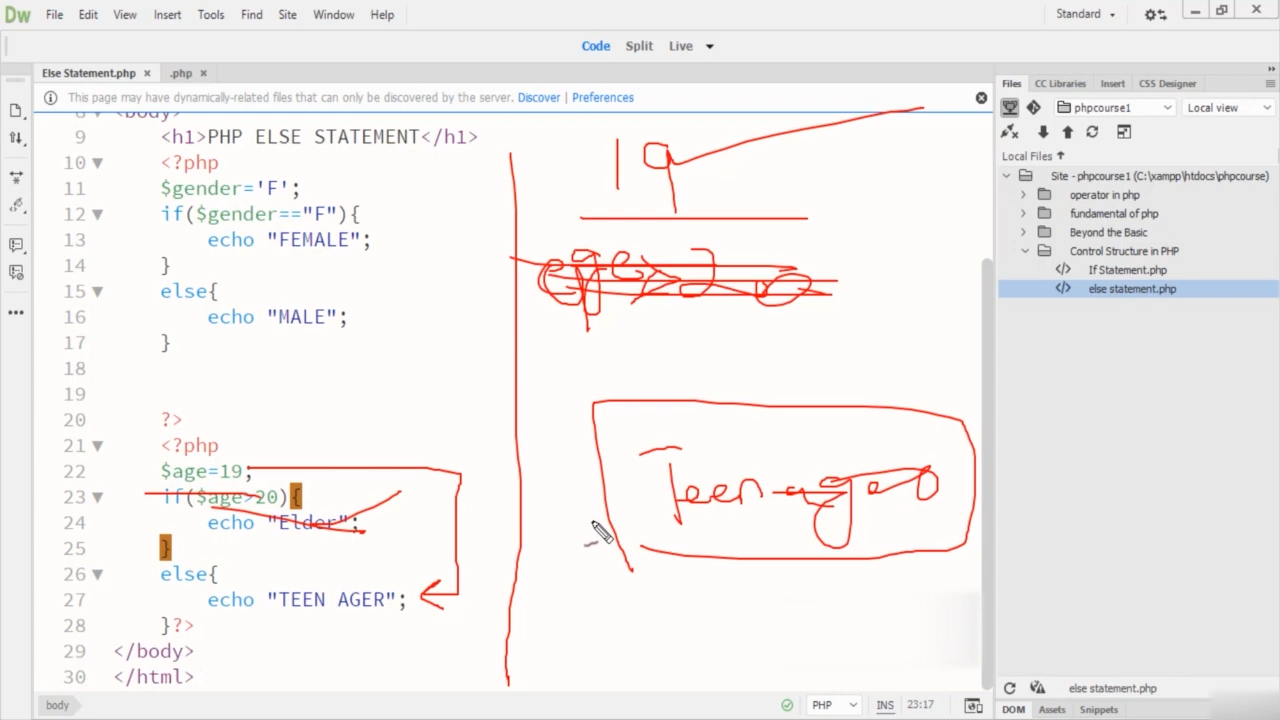 Dw File Edit View Insert Tools Find Site Window Help Standard
Code Split Live
Else Statement.php × .php ×
This page may have dynamically-related files that can only be discovered by the server. Discover | Preferences
8 <body>
9 <h1>PHP ELSE STATEMENT</h1>
10 <?php
11 $gender='F';
12 if($gender=="F"){
13 echo "FEMALE";
14 }
15 else{
16 echo "MALE";
17 }
18
19
20 ?>
21 <?php
22 $age=19;
23 if($age>20){
24 echo "Elder";
25 }
26 else{
27 echo "TEEN AGER";
28 }?>
29 </body>
30 </html>
19
body PHP INS 23:17
Files CC Libraries Insert CSS Designer
phpcourse1 Local view
Local Files
Site - phpcourse1 (C:\xampp\htdocs\phpcourse)
operator in php
fundamental of php
Beyond the Basic
Control Structure in PHP
If Statement.php
else statement.php
else statement.php
DOM Assets Snippets